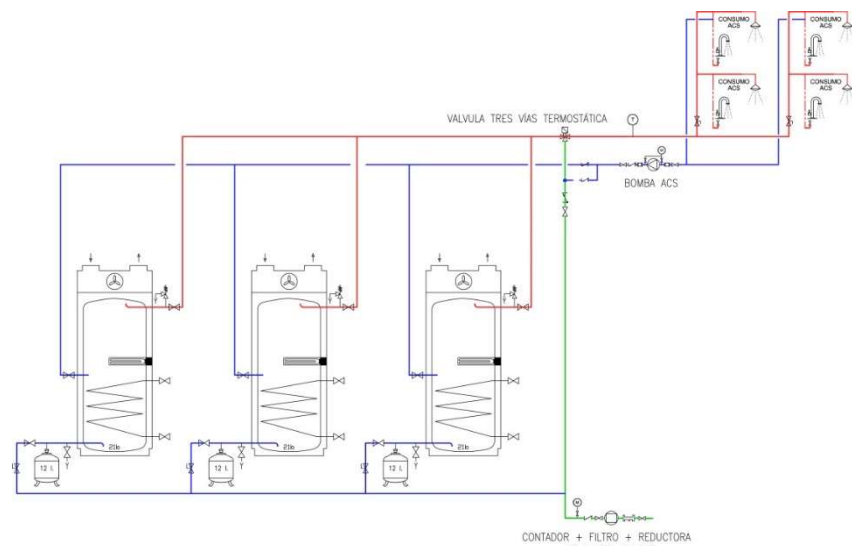 CONSUMO
ACS
CONSUMO
ACS
CONSUMO
ACS
CONSUMO
ACS
VALVULA TRES VÍAS TERMOSTÁTICA
T
M
BOMBA ACS
12 l.
12 l.
12 l.
M
CONTADOR + FILTRO + REDUCTORA